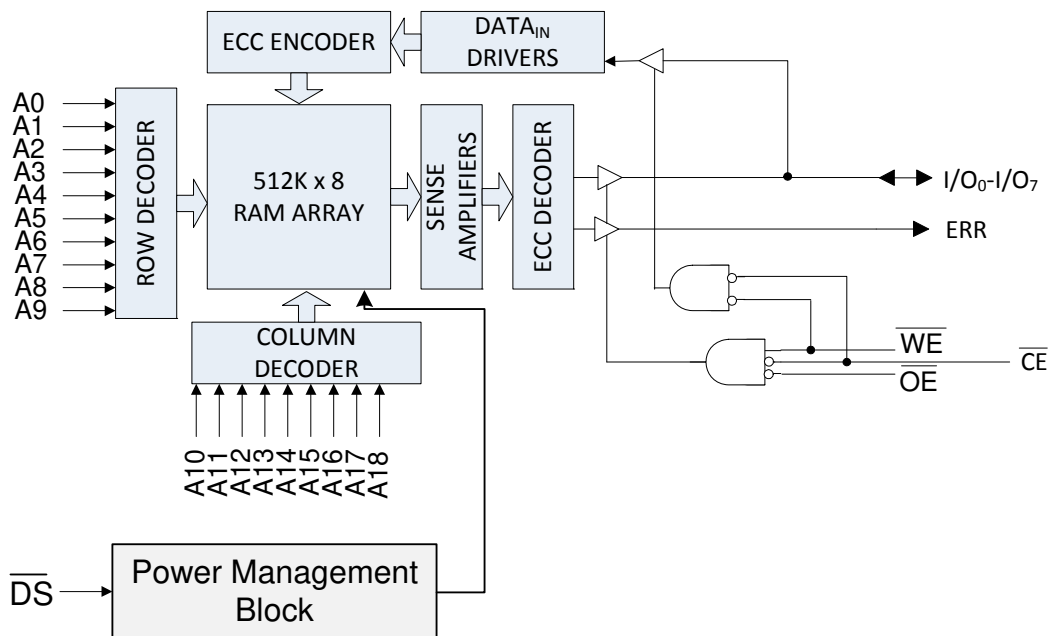 ECC ENCODER
DATAIN
DRIVERS
A0
A1
A2
A3
A4
A5
A6
A7
A8
A9
ROW DECODER
512K x 8
RAM ARRAY
SENSE
AMPLIFIERS
ECC DECODER
I/O0-I/O7
ERR
COLUMN
DECODER
WE
CE
OE
A10
A11
A12
A13
A14
A15
A16
A17
A18
DS
Power Management
Block